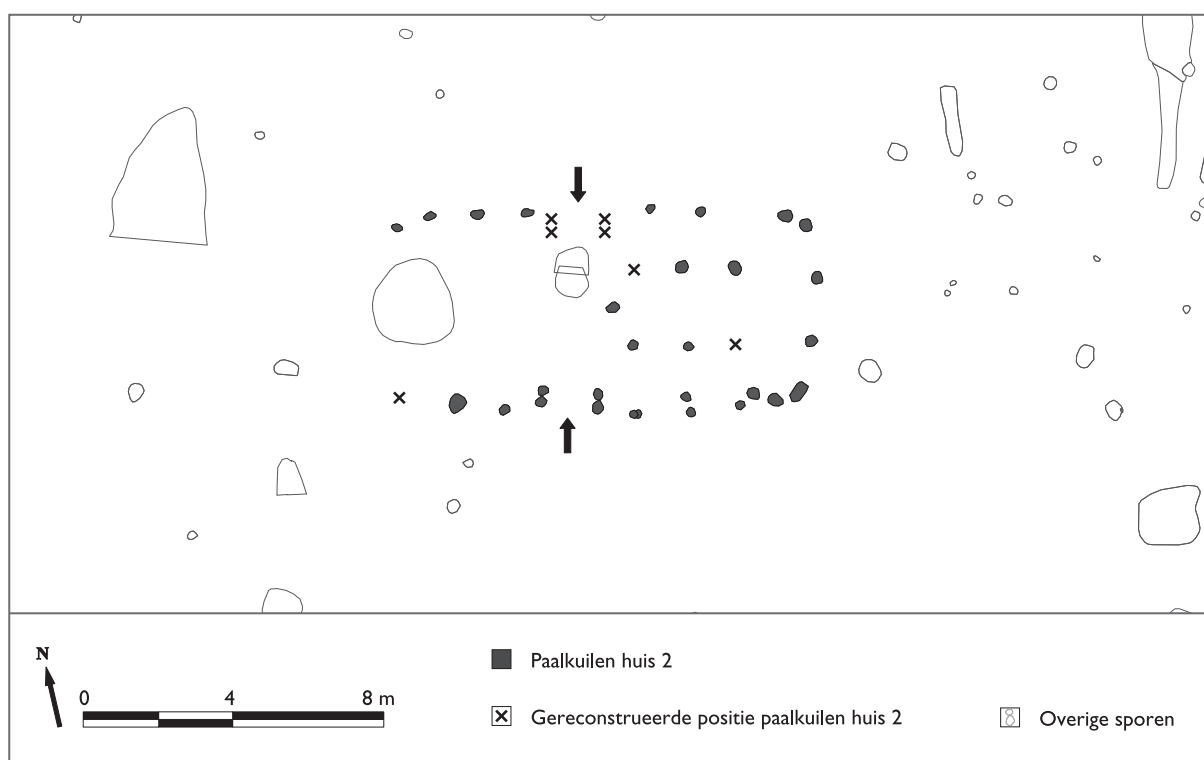 N
0 4 8 m
Paalkuilen huis 2
Gereconstrueerde positie paalkuilen huis 2
Overige sporen